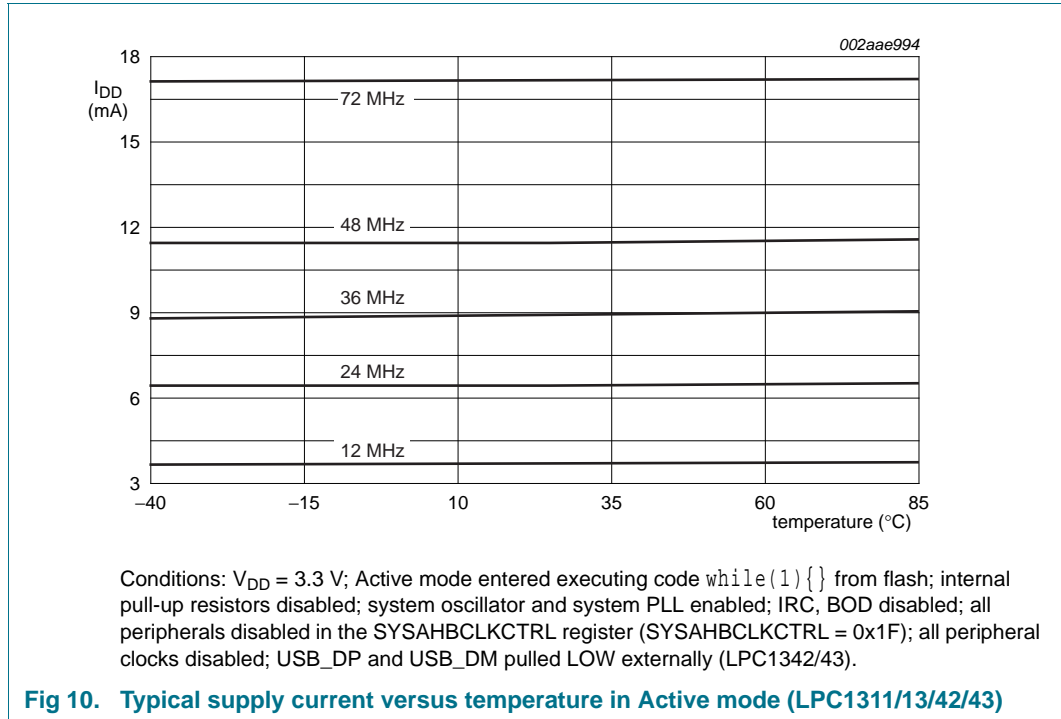 002aae994
18
IDD
(mA)
72 MHz
15
12
48 MHz
36 MHz
9
24 MHz
6
12 MHz
3
−40
−15
10
35
60
85
temperature (°C)
Conditions: VDD = 3.3 V; Active mode entered executing code while(1){} from flash; internal
pull-up resistors disabled; system oscillator and system PLL enabled; IRC, BOD disabled; all
peripherals disabled in the SYSAHBCLKCTRL register (SYSAHBCLKCTRL = 0x1F); all peripheral
clocks disabled; USB_DP and USB_DM pulled LOW externally (LPC1342/43).
Fig 10. Typical supply current versus temperature in Active mode (LPC1311/13/42/43)